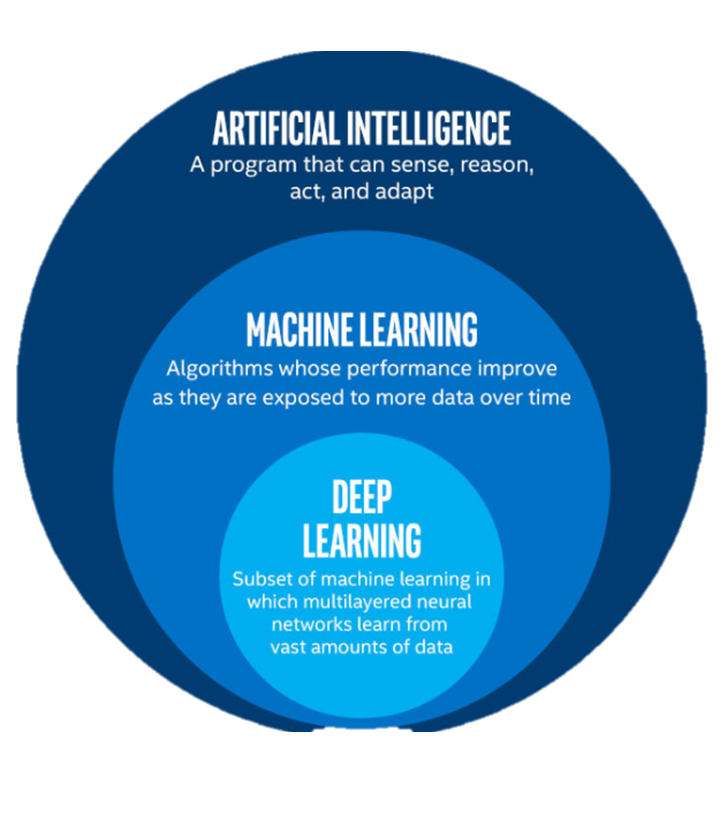 ARTIFICIAL INTELLIGENCE
A program that can sense, reason,
act, and adapt
MACHINE LEARNING
Algorithms whose performance improve
as they are exposed to more data over time
DEEP
LEARNING
Subset of machine learning in
which multilayered neural
networks learn from
vast amounts of data